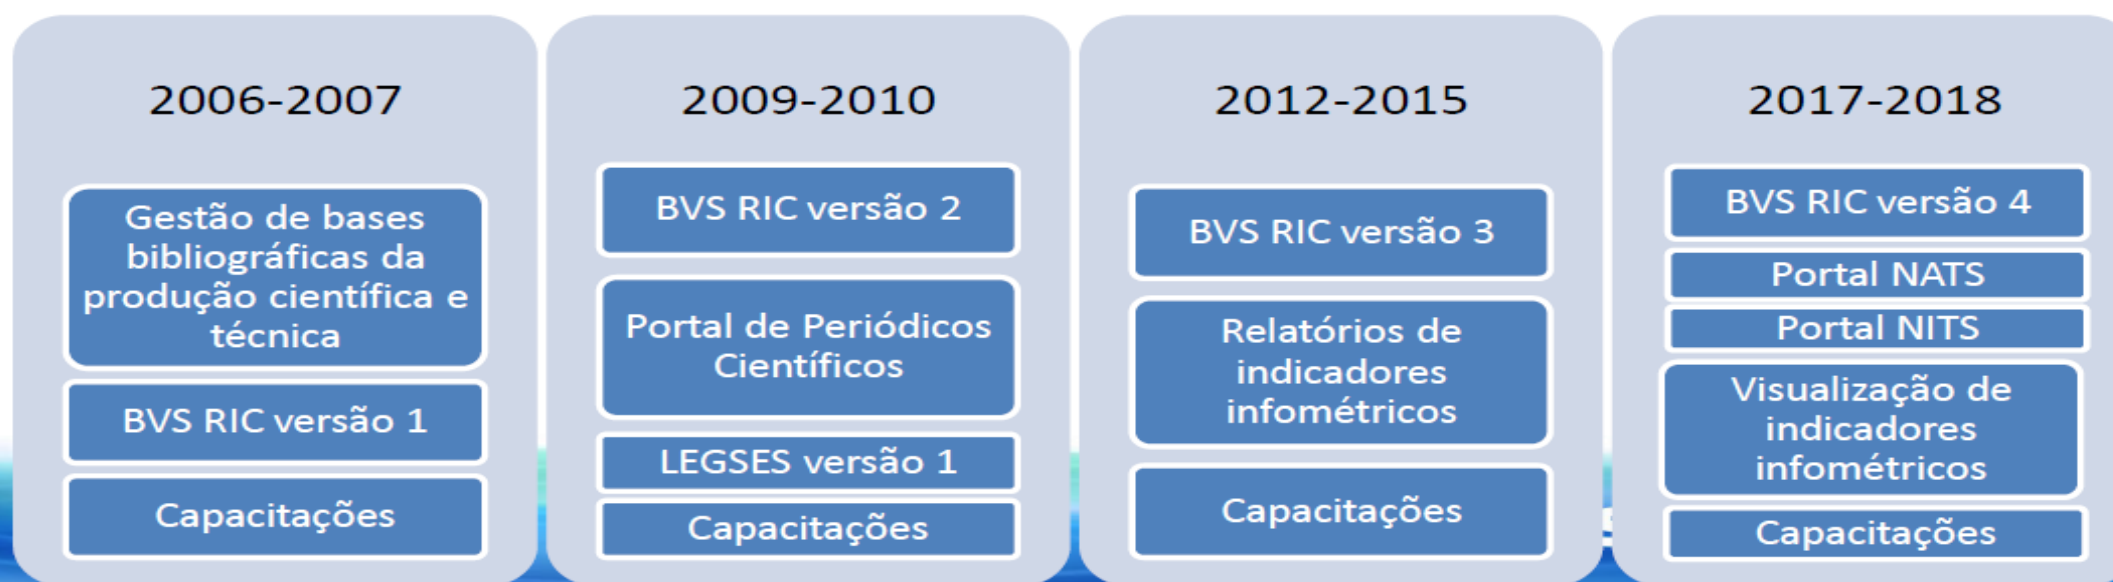 2006-2007
Gestão de bases
bibliográficas da
produção científica e
técnica
BVS RIC versão 1
Capacitações
2009-2010
BVS RIC versão 2
Portal de Periódicos
Científicos
LEGSES versão 1
Capacitações
2012-2015
BVS RIC versão 3
Relatórios de
indicadores
infométricos
Capacitações
2017-2018
BVS RIC versão 4
Portal NATS
Portal NITS
Visualização de
indicadores
infométricos
Capacitações